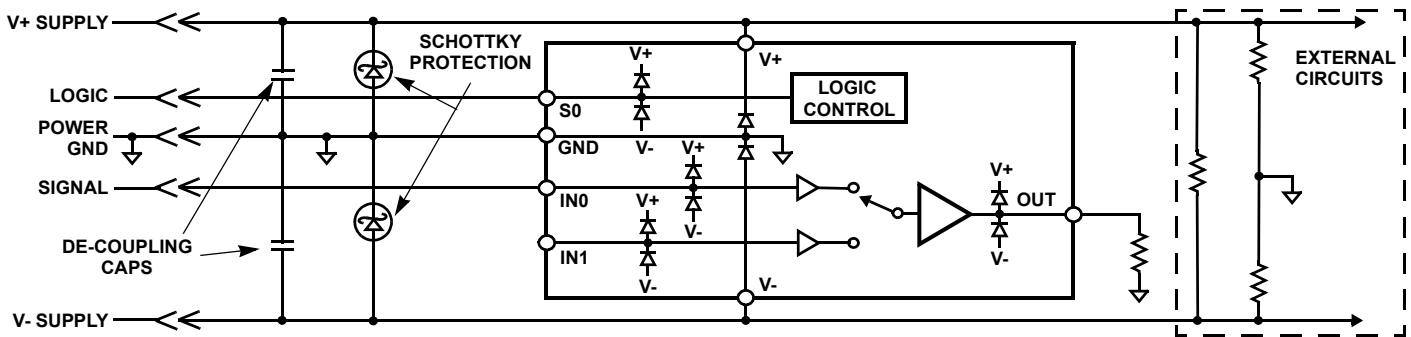 V+ SUPPLY
LOGIC
POWER
GND
SIGNAL
DE-COUPLING
CAPS
V- SUPPLY
SCHOTTKY
PROTECTION
V+
V+
S0
V-
LOGIC
CONTROL
GND
V+
IN0
V-
V+
IN1
V-
V+
OUT
V-
V-
EXTERNAL
CIRCUITS